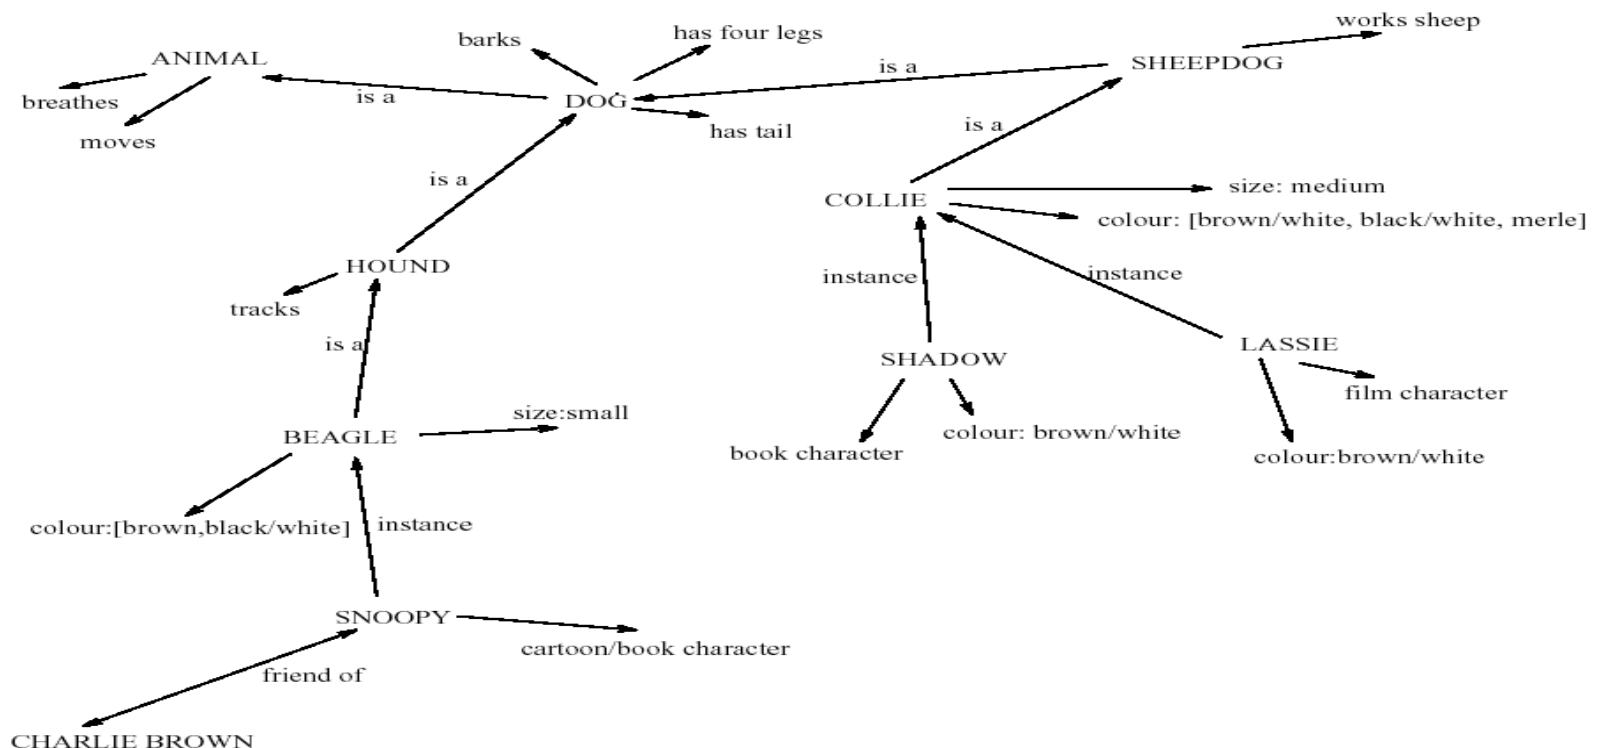 works sheep
has four legs
barks
ANIMAL
is a
SHEEPDOG
breathes
is a
DOG
has tail
moves
is a
is a
size: medium
COLLIE
colour: [brown/white, black/white, merle]
HOUND
instance
instance
tracks
is a
LASSIE
SHADOW
film character
size:small
BEAGLE
colour: brown/white
book character
colour:brown/white
colour:[brown,black/white]
instance
SNOOPY
cartoon/book character
friend of
CHARLIE BROWN